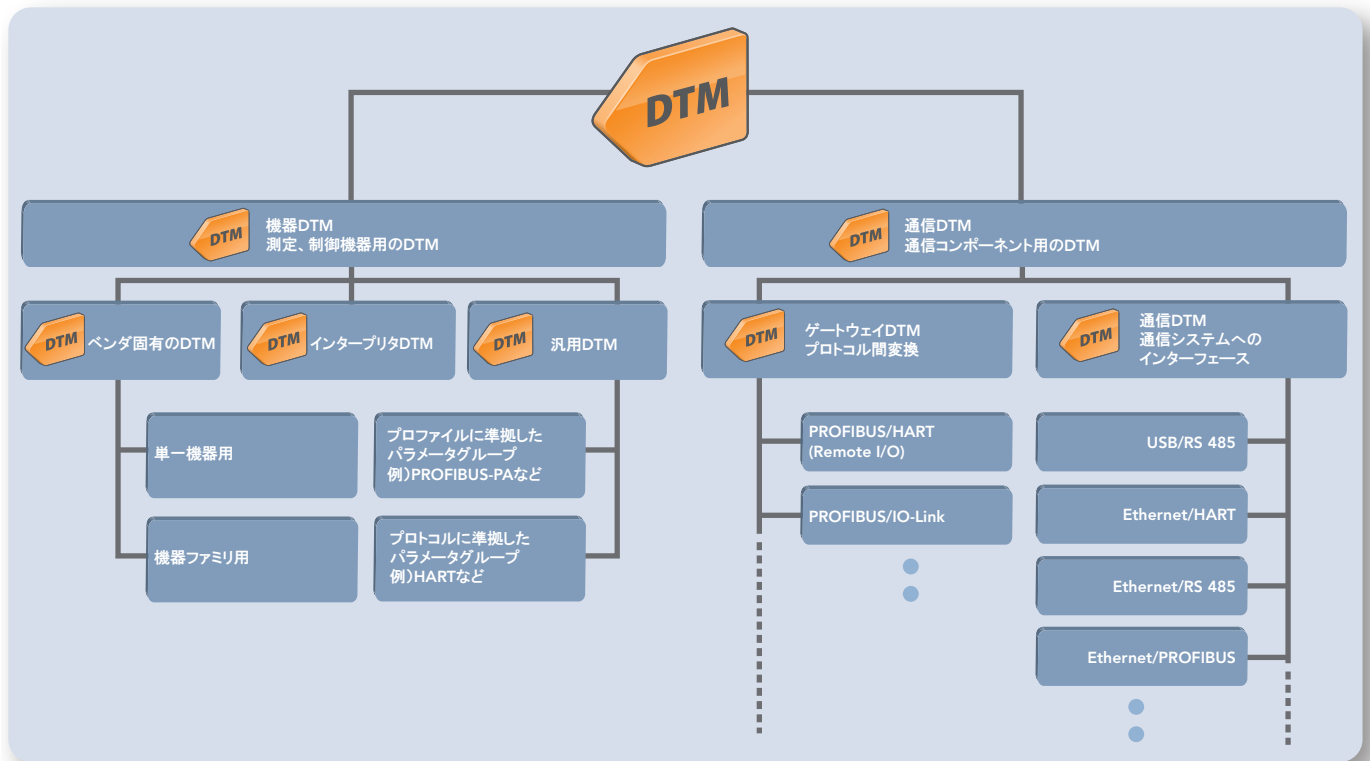 DTM
DTM
機器DTM
測定、制御機器用のDTM
DTM
通信DTM
通信コンポーネント用のDTM
DTM
ベンダ固有のDTM
DTM
インタープリタDTM
DTM
汎用DTM
DTM
ゲートウェイDTM
プロトコル間変換
DTM
通信DTM
通信システムへの
インターフェース
単一機器用
機器ファミリ用
プロファイルに準拠した
パラメータグループ
例)PROFIBUS-PAなど
プロトコルに準拠した
パラメータグループ
例)HARTなど
PROFIBUS/HART
(Remote I/O)
PROFIBUS/IO-Link
USB/RS 485
Ethernet/HART
Ethernet/RS 485
Ethernet/PROFIBUS